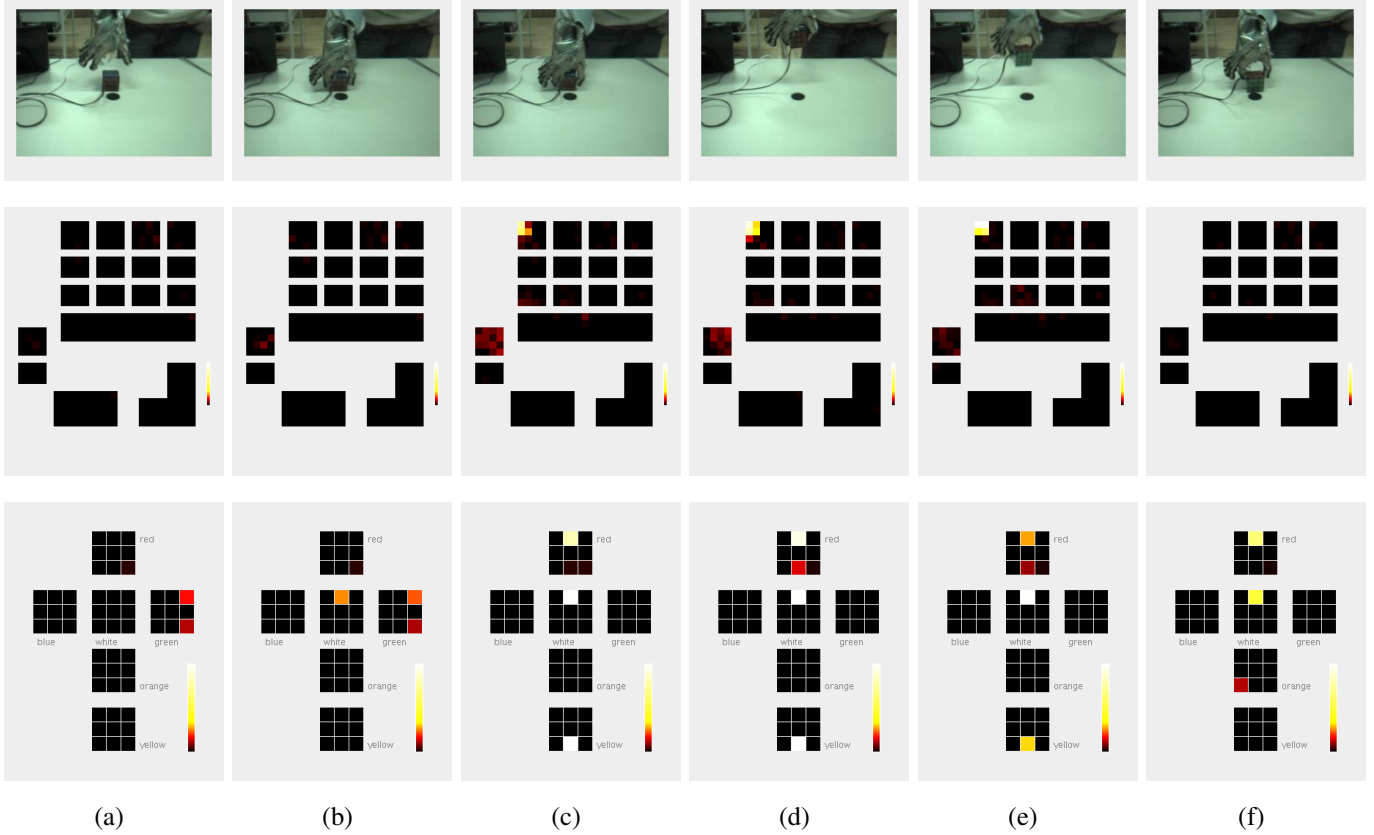 red red red red red red
blue white green blue white green blue white green blue white green blue white green blue white green
orange orange orange orange orange orange
yellow yellow yellow yellow yellow yellow
(a) (b) (c) (d) (e) (f)